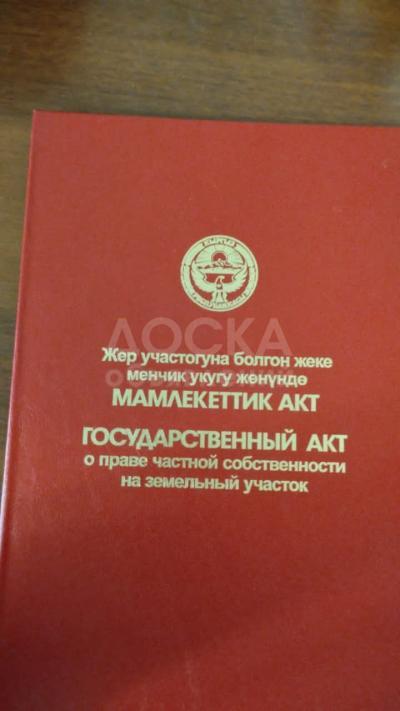 Жер участогуна болгон жеке
менчик укугу жөнүндө
МАМЛЕКЕТТИК АКТ
ГОСУДАРСТВЕННЫЙ АКТ
о праве частной собственности
на земельный участок
ДОСКА